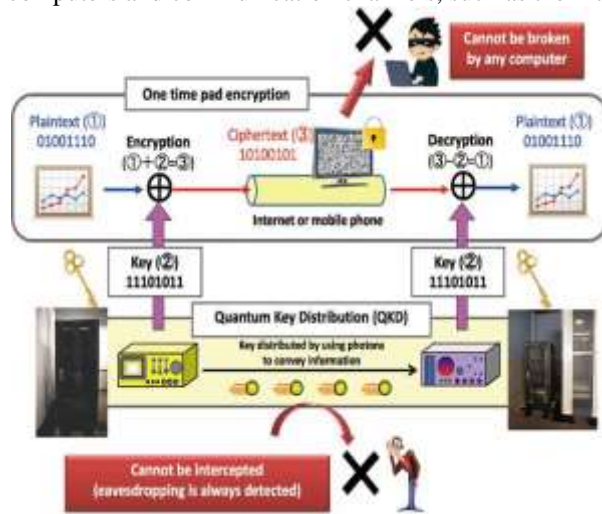 Cannot be broken
by any computer
One time pad encryption
Plaintext (①)
01001110
Encryption
(①+②=③)
Ciphertext (③)
10100101
Decryption
(③-②=①)
Plaintext (①)
01001110
Internet or mobile phone
Key (②)
11101011
Key (②)
11101011
Quantum Key Distribution (QKD)
Key distributed by using photons
to convey information
Cannot be intercepted
(eavesdropping is always detected)